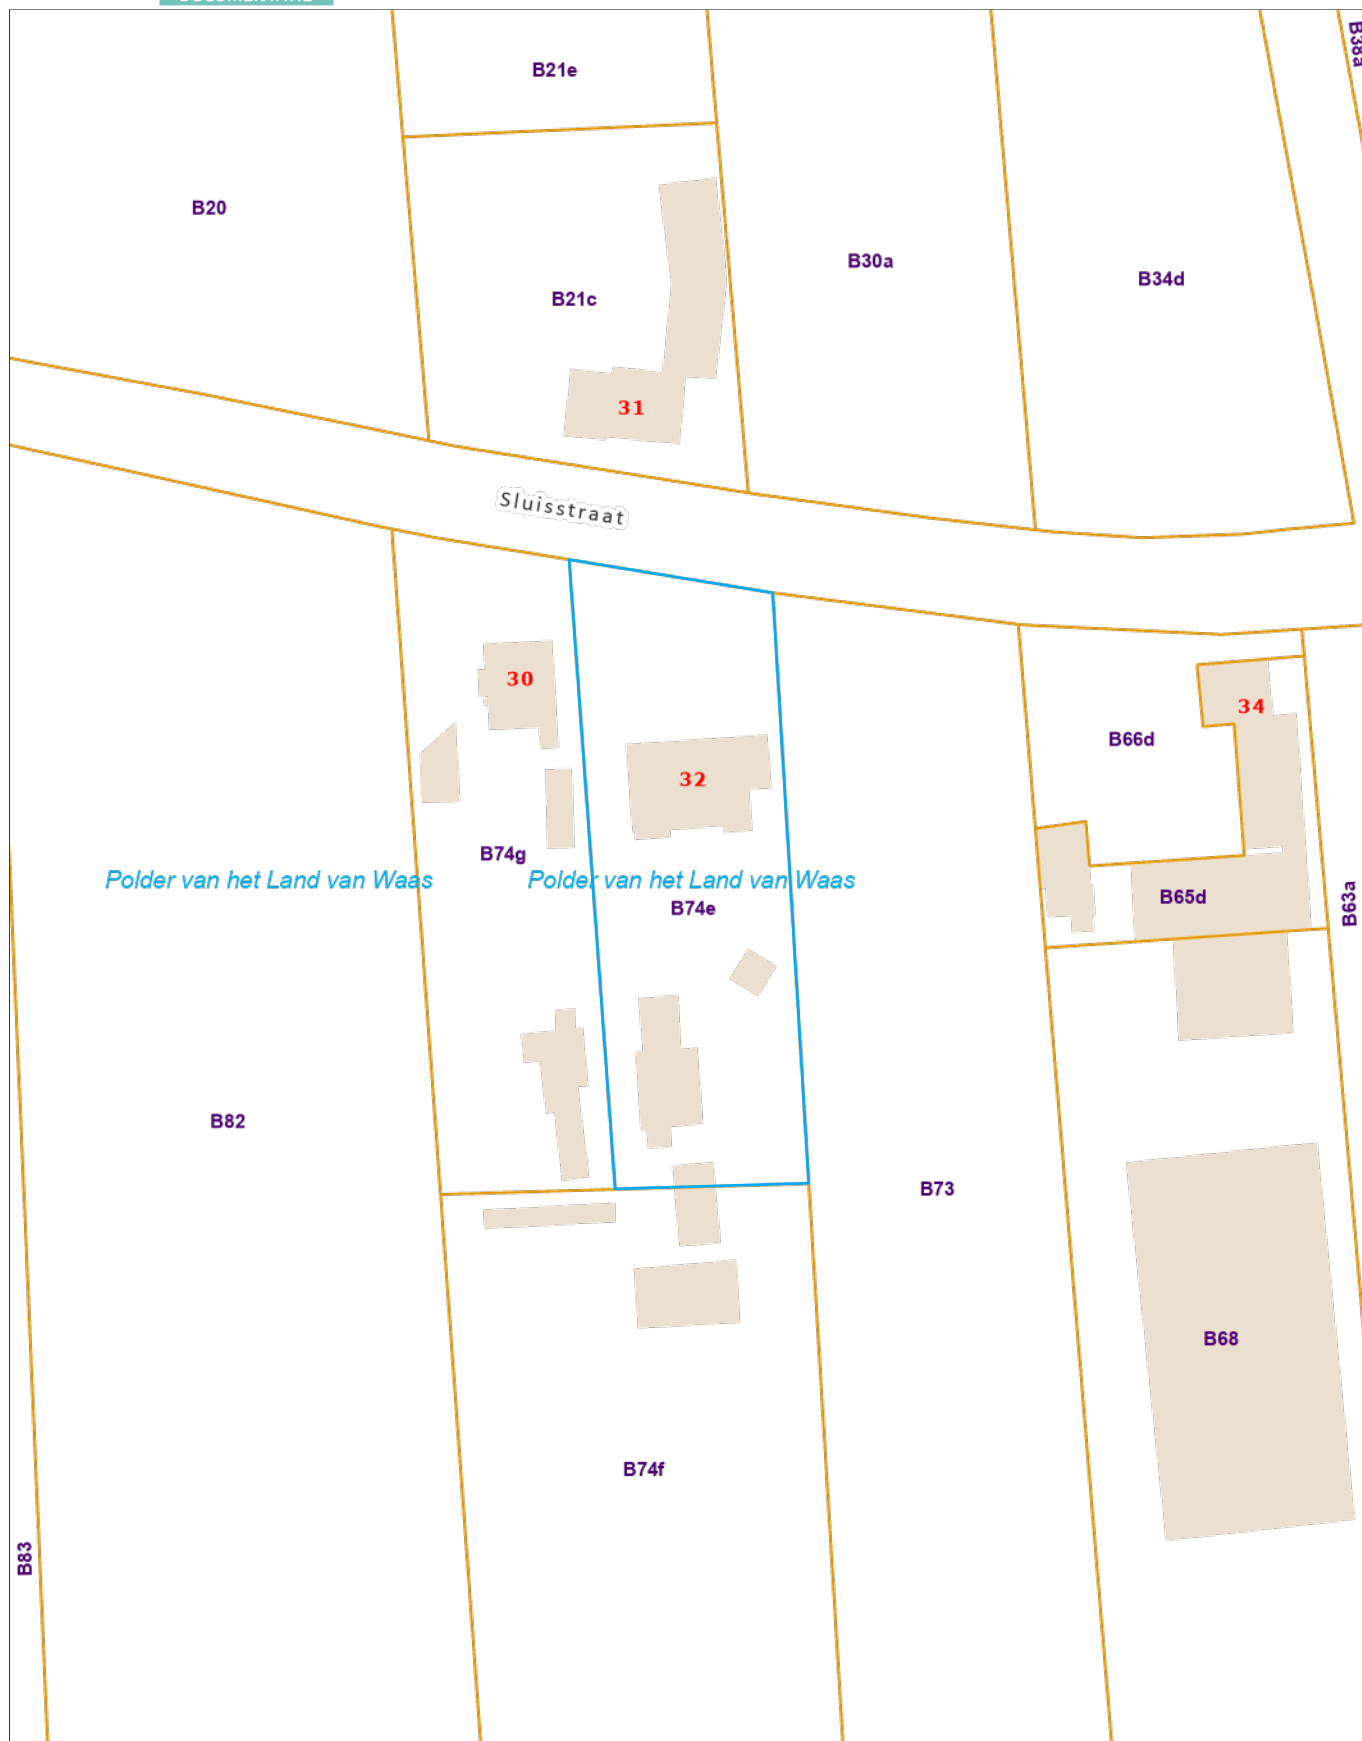 B38a
B21e
B20
B30a
B34d
B21c
31
Sluisstraat
30
34
B66d
32
B74g
Polder van het Land van Waas
Polder van het Land van Waas
B65d
B63a
B74e
B82
B73
B68
B74f
B83